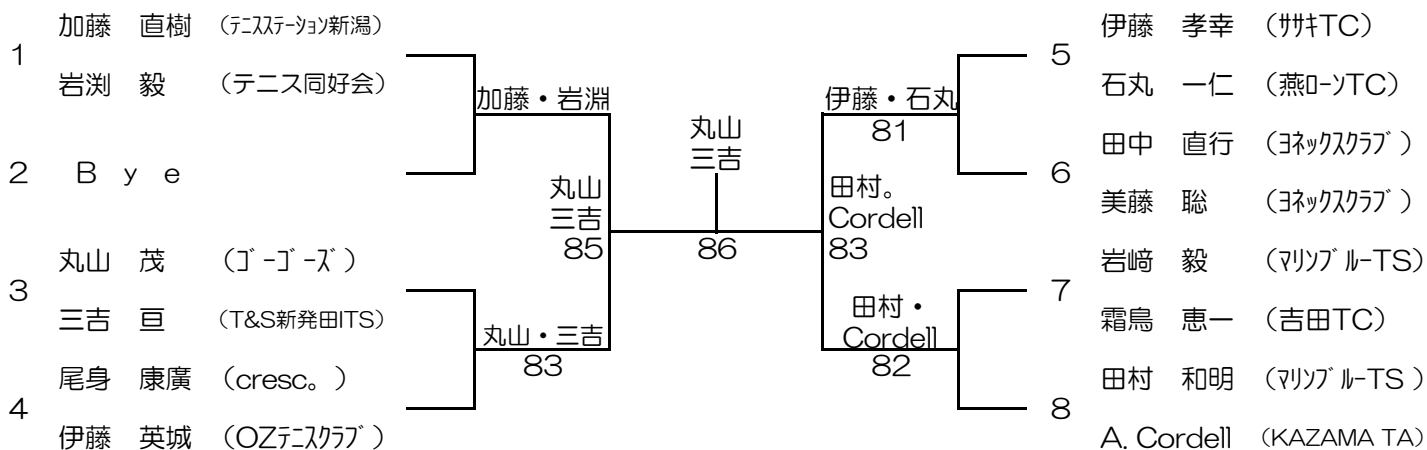 1
加藤　直樹　（ﾃﾆｽｽﾃｰｼｮﾝ新潟）
岩渕　毅　（テニス同好会）
2　Ｂｙｅ
3
丸山　茂　（ｺﾞｰｺﾞｰｽﾞ）
三吉　亘　（T&S新発田ITS）
4
尾身　康廣　（cresc。）
伊藤　英城　（OZﾃﾆｽｸﾗﾌﾞ）
加藤・岩淵
丸山
三吉
85
丸山・三吉
83
丸山
三吉
86
伊藤・石丸
81
田村。
Cordell
83
田村・
Cordell
82
5
伊藤　孝幸　（ｻｻｷTC）
石丸　一仁　（燕ﾛｰﾝTC）
6
田中　直行　（ﾖﾈｯｸｽｸﾗﾌﾞ）
美藤　聡　（ﾖﾈｯｸｽｸﾗﾌﾞ）
7
岩﨑　毅　（ﾏﾘﾝﾌﾞﾙｰTS）
霜鳥　恵一　（吉田TC）
8
田村　和明　（ﾏﾘﾝﾌﾞﾙｰTS）
A. Cordell　（KAZAMA TA）